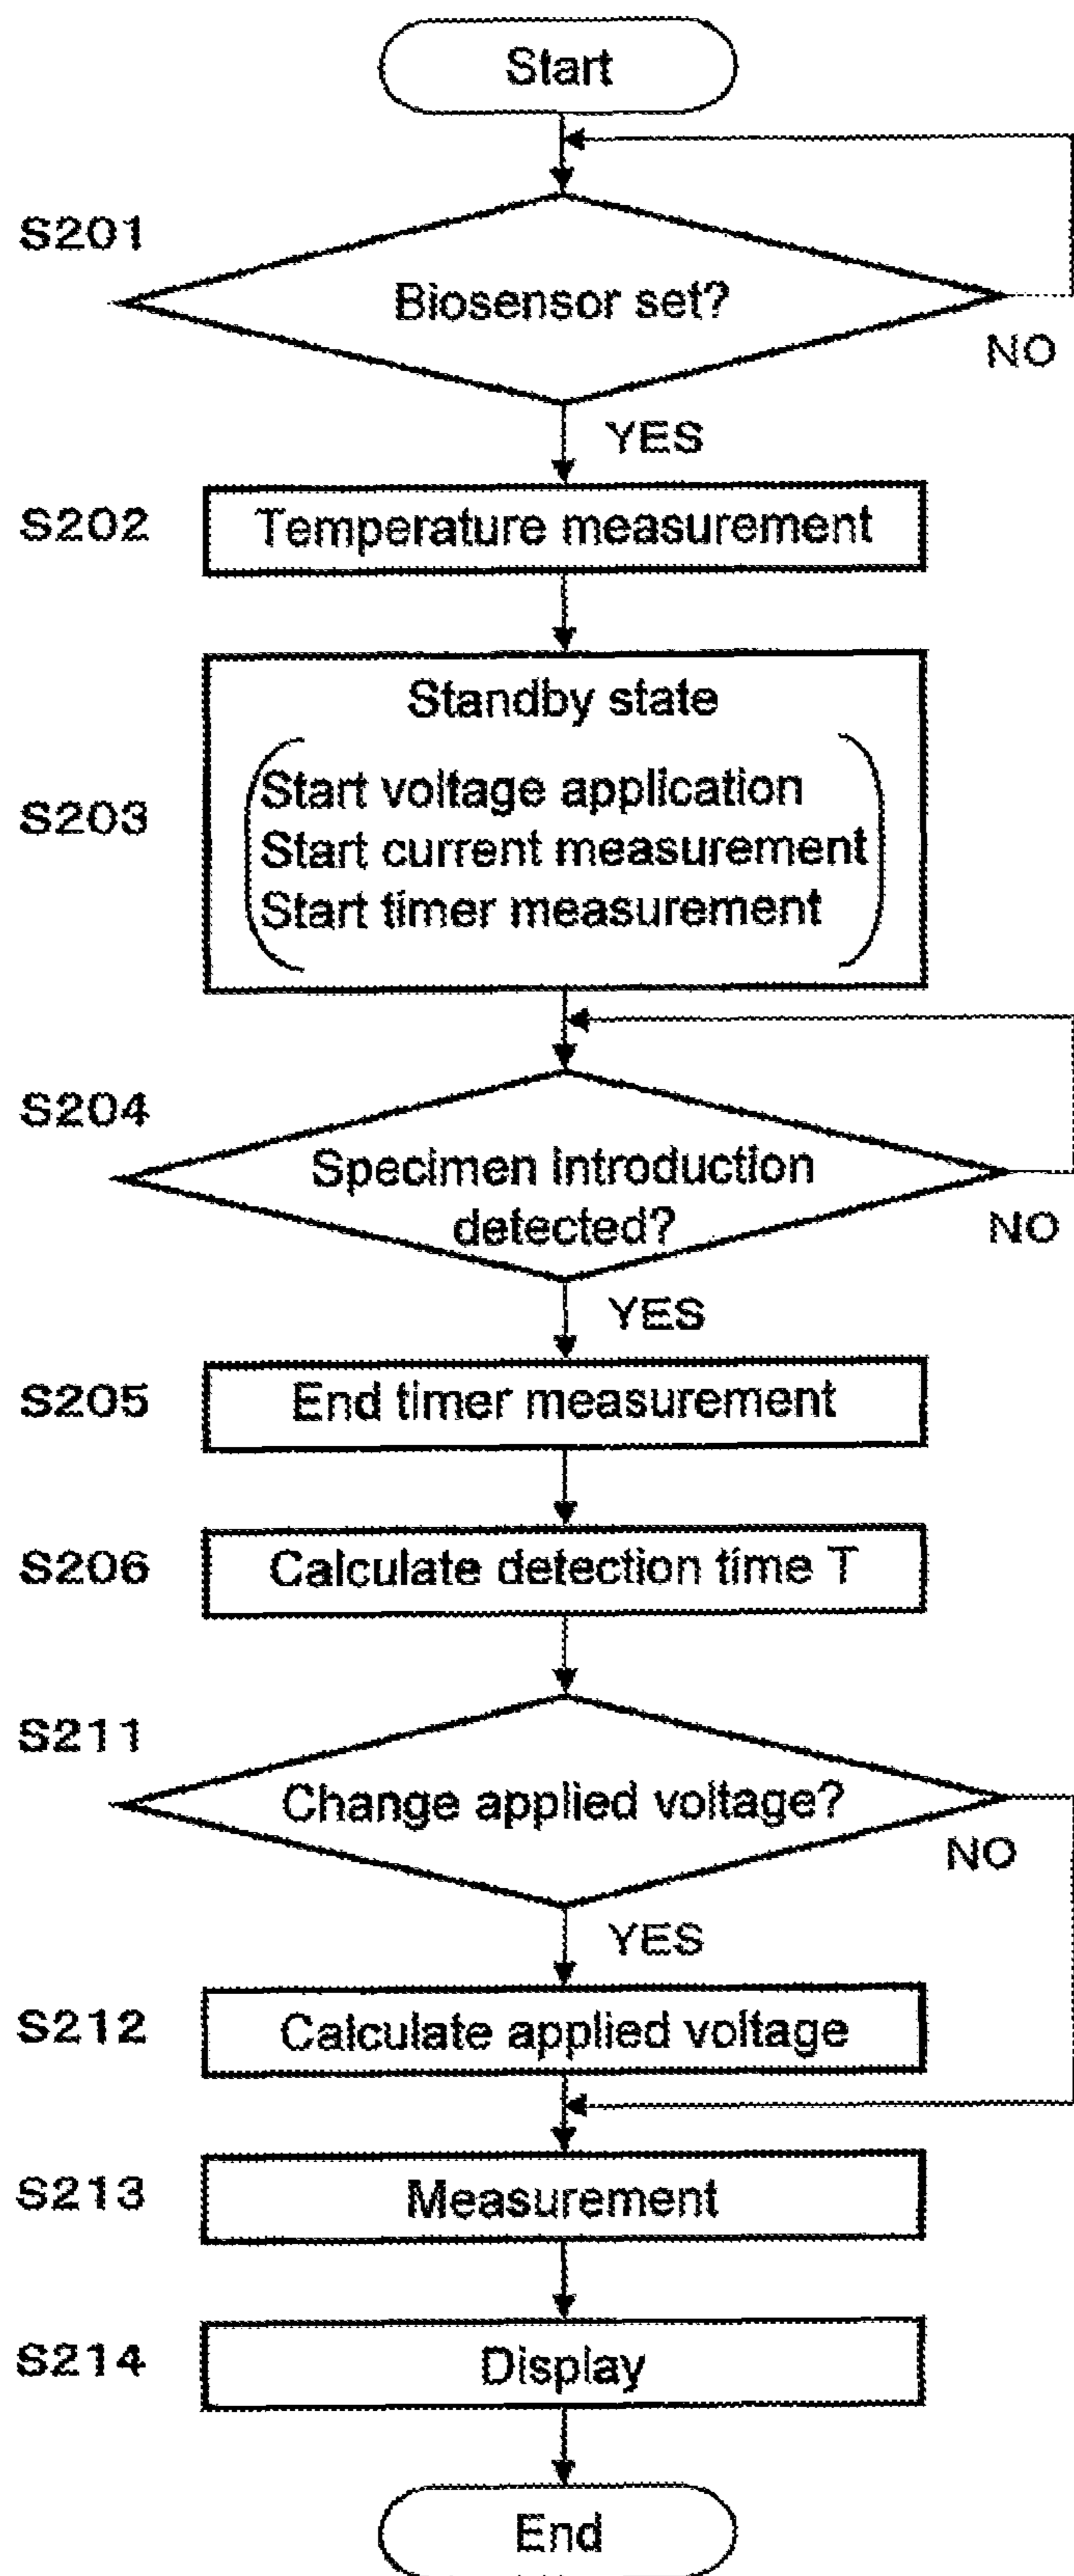 Start
S201
Biosensor set?
NO
YES
S202
Temperature measurement
Standby state
S203
Start voltage application
Start current measurement
Start timer measurement
S204
Specimen introduction
detected?
NO
YES
S205
End timer measurement
S206
Calculate detection time T
S211
Change applied voltage?
NO
YES
S212
Calculate applied voltage
S213
Measurement
S214
Display
End